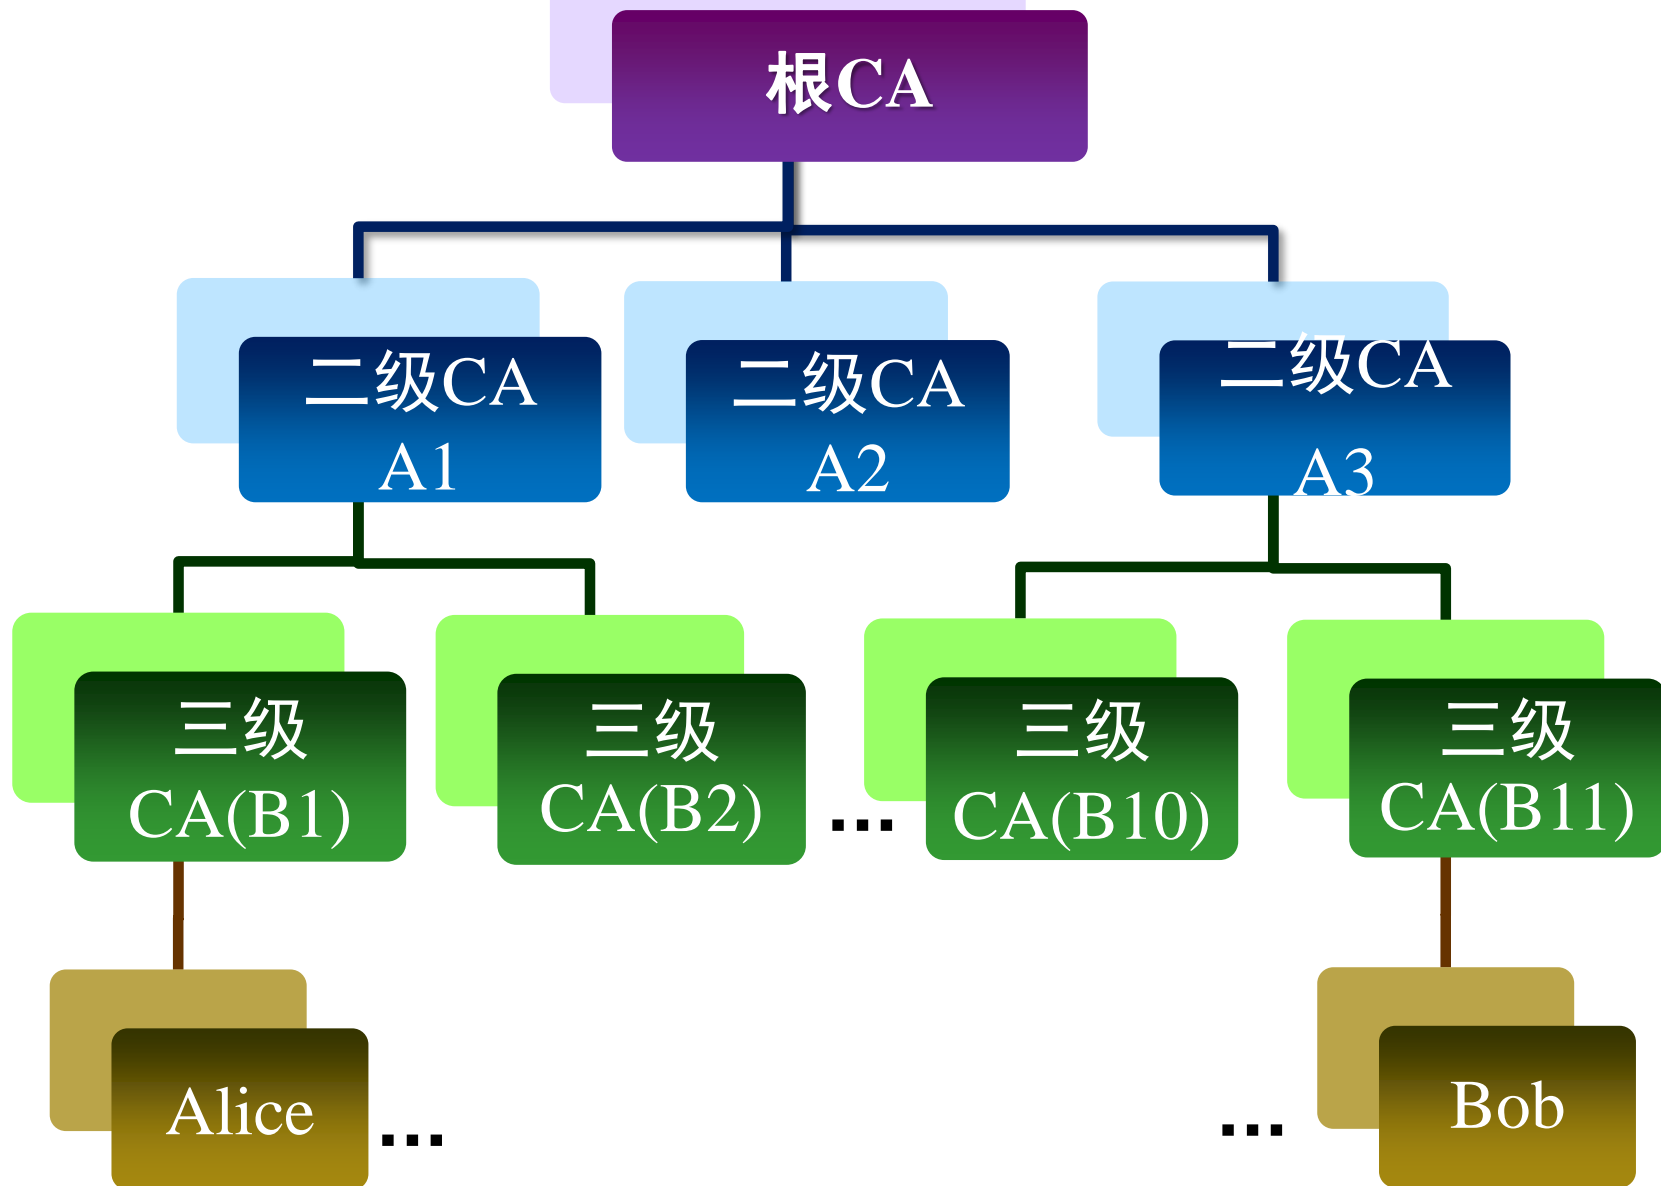 根CA
二级CA
A1
二级CA
A2
二级CA
A3
三级
CA(B1)
三级
CA(B2)
...
三级
CA(B10)
三级
CA(B11)
Alice
...
...
Bob